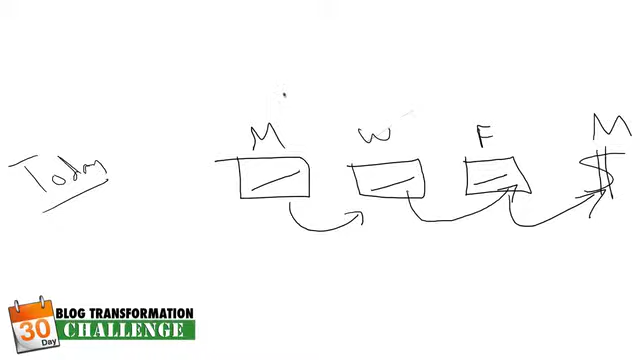 Today
M W F M
$
30
Day
BLOG TRANSFORMATION
CHALLENGE